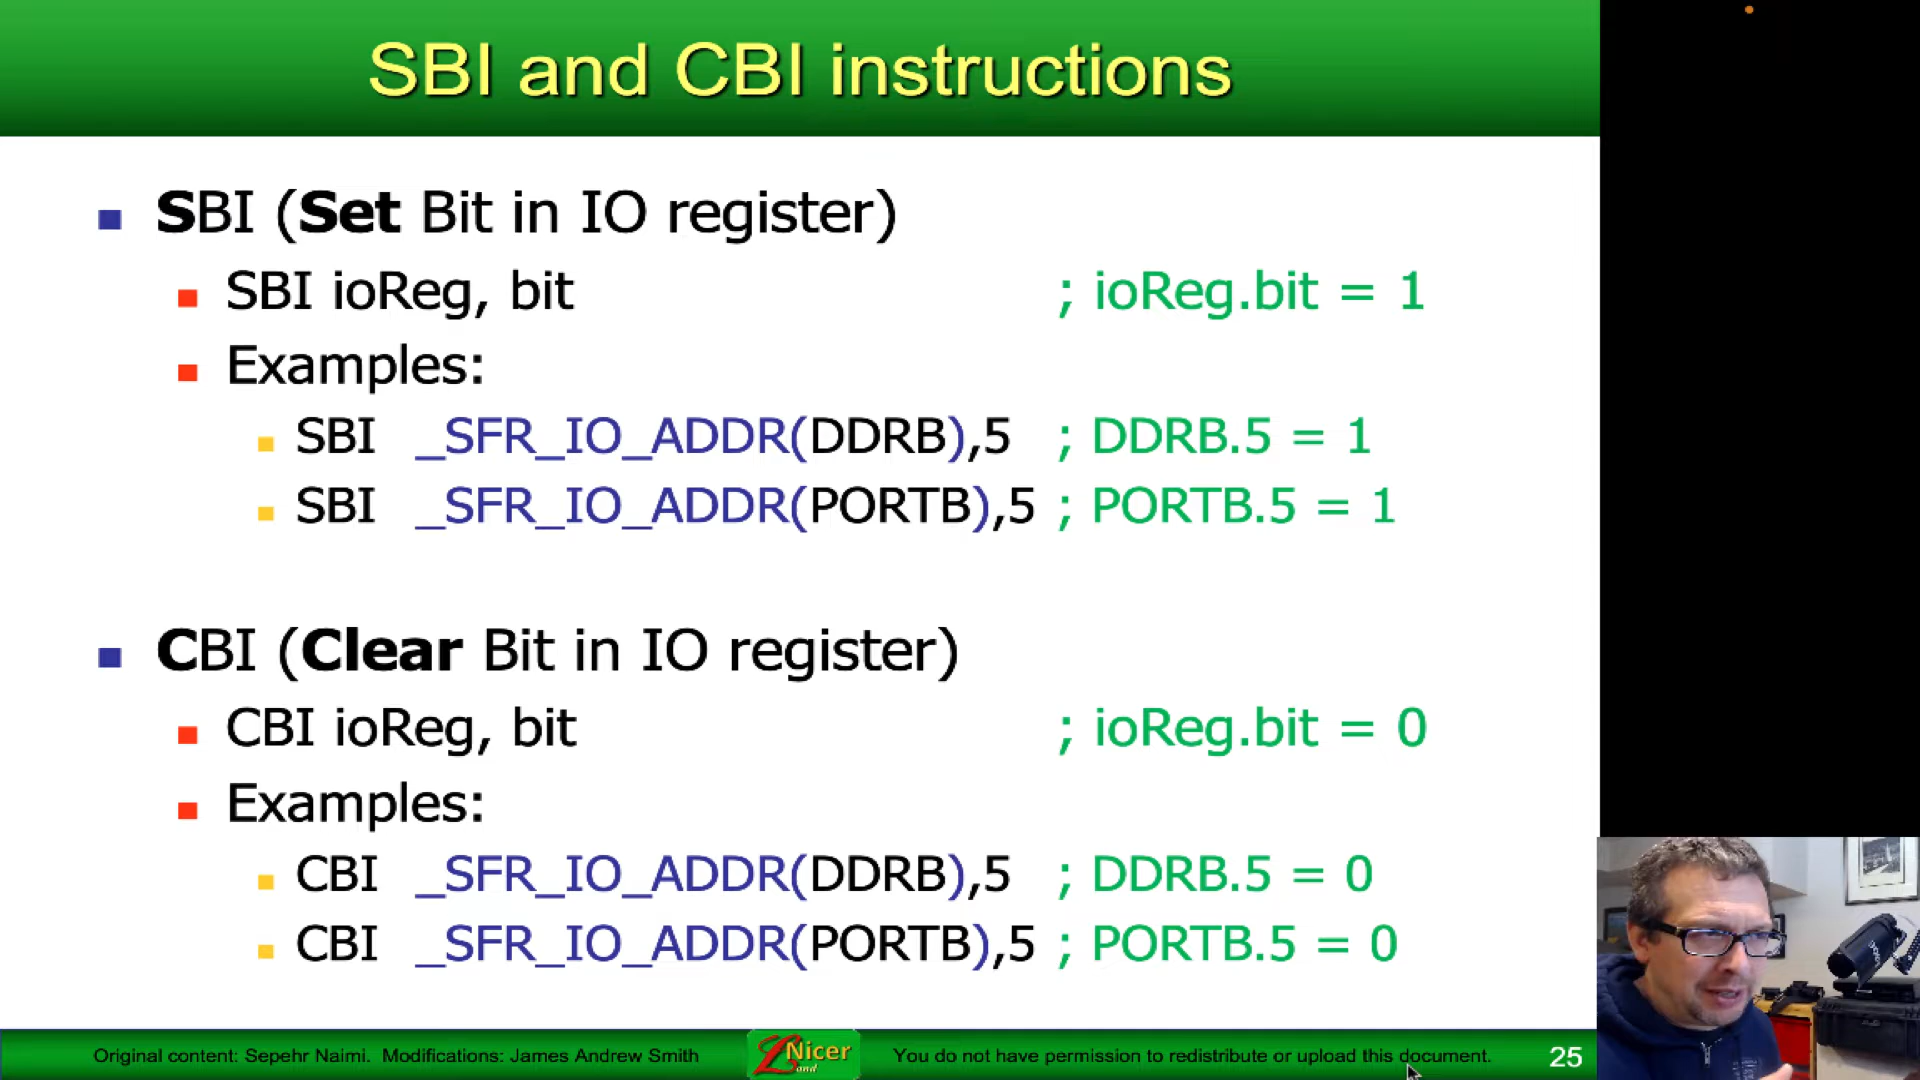 SBI and CBI instructions
SBI (Set Bit in IO register)
SBI ioReg, bit ; ioReg.bit = 1
Examples:
SBI _SFR_IO_ADDR(DDRB),5 ; DDRB.5 = 1
SBI _SFR_IO_ADDR(PORTB),5 ; PORTB.5 = 1
CBI (Clear Bit in IO register)
CBI ioReg, bit ; ioReg.bit = 0
Examples:
CBI _SFR_IO_ADDR(DDRB),5 ; DDRB.5 = 0
CBI _SFR_IO_ADDR(PORTB),5 ; PORTB.5 = 0
Original content: Sepehr Naimi. Modifications: James Andrew Smith
Nicer
Land
You do not have permission to redistribute or upload this document.
25